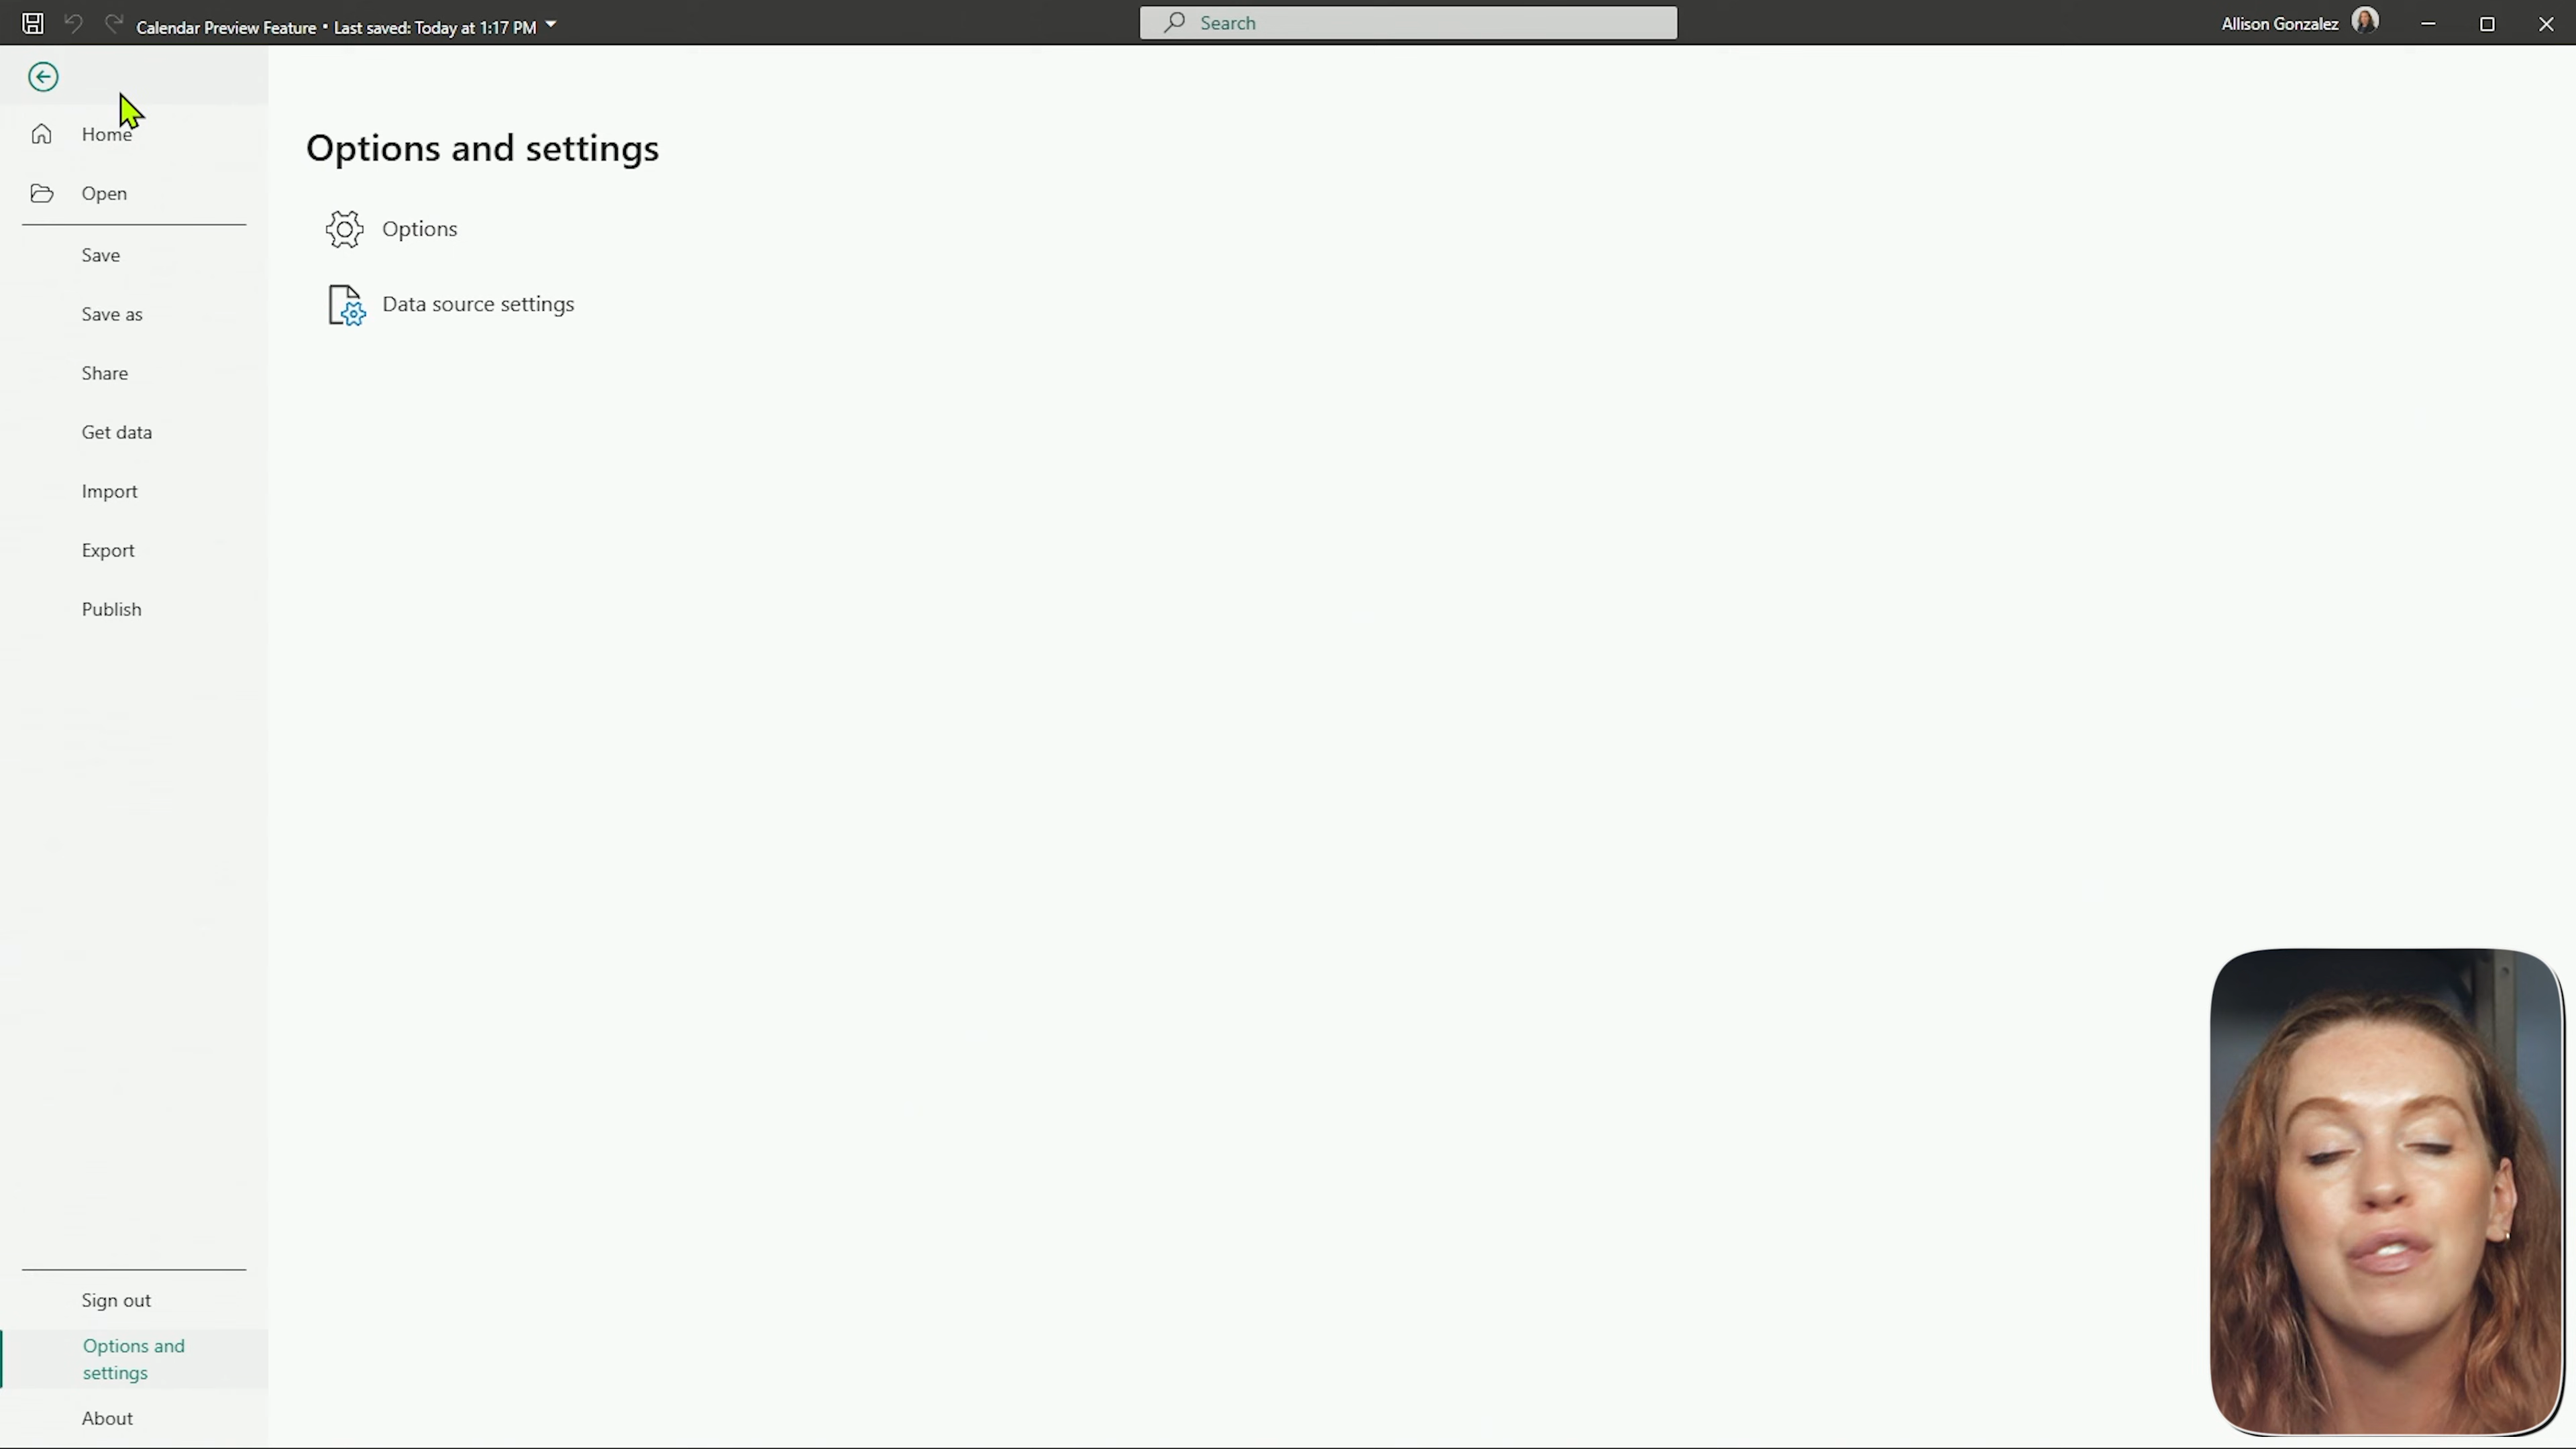 Calendar Preview Feature • Last saved: Today at 1:17 PM
Search
Allison Gonzalez
Home
Open
Save
Save as
Share
Get data
Import
Export
Publish
Sign out
Options and
settings
About
Options and settings
Options
Data source settings